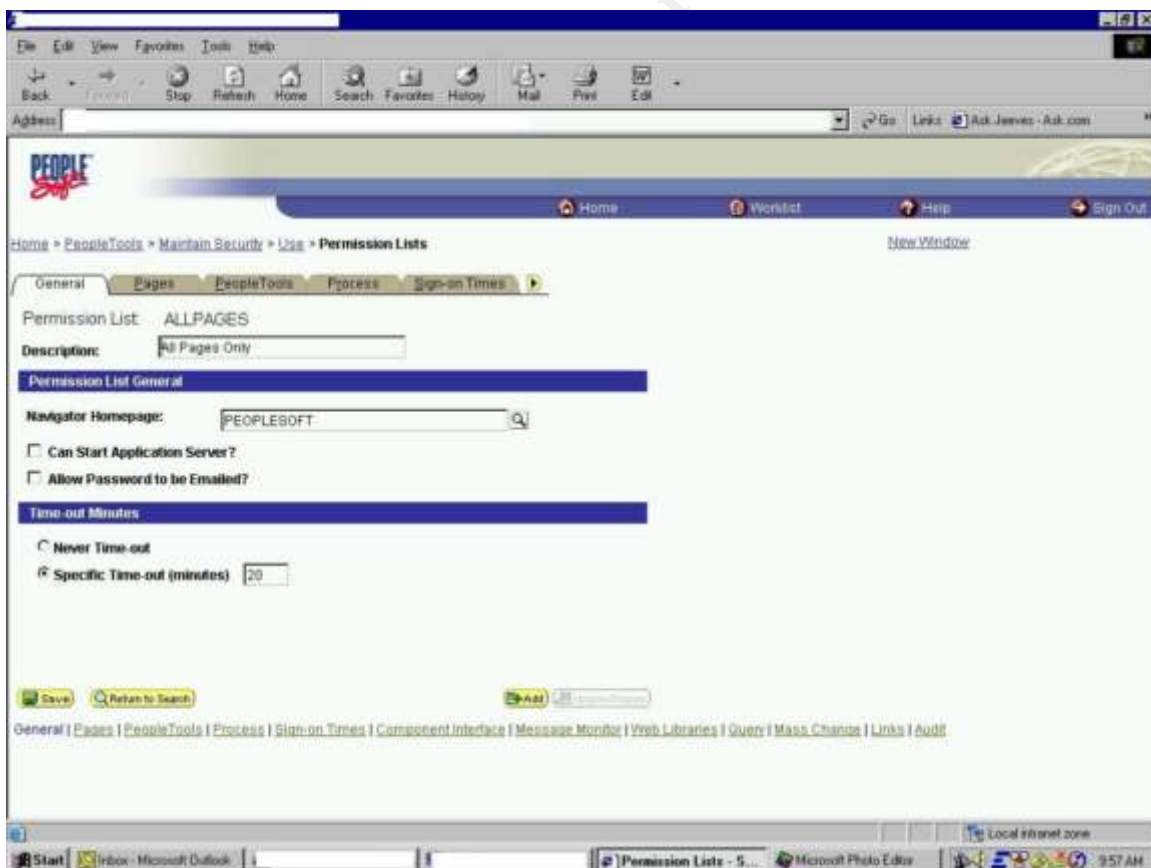 File Edit View Favorites Tools Help
Back Forward Stop Refresh Home Search Favorites History Mail Print Edit
Address Go Links Ask Jeeves - Ask.com
PEOPLE
Soft
Home Worklist Help Sign Out
Home > PeopleTools > Maintain Security > Use > Permission Lists New Window
General Pages PeopleTools Process Sign-on Times
Permission List: ALLPAGES
Description: All Pages Only
Permission List General
Navigator Homepage: PEOPLESOFT
Can Start Application Server?
Allow Password to be Emailed?
Time-out Minutes
Never Time-out
Specific Time-out (minutes) 20
Save Return to Search Add
General | Pages | PeopleTools | Process | Sign-on Times | Component Interface | Message Monitor | Web Libraries | Query | Mass Change | Links | Audit
Local intranet zone
Start Inbox - Microsoft Outlook Permission Lists - S... Microsoft Photo Editor 9:57 AM